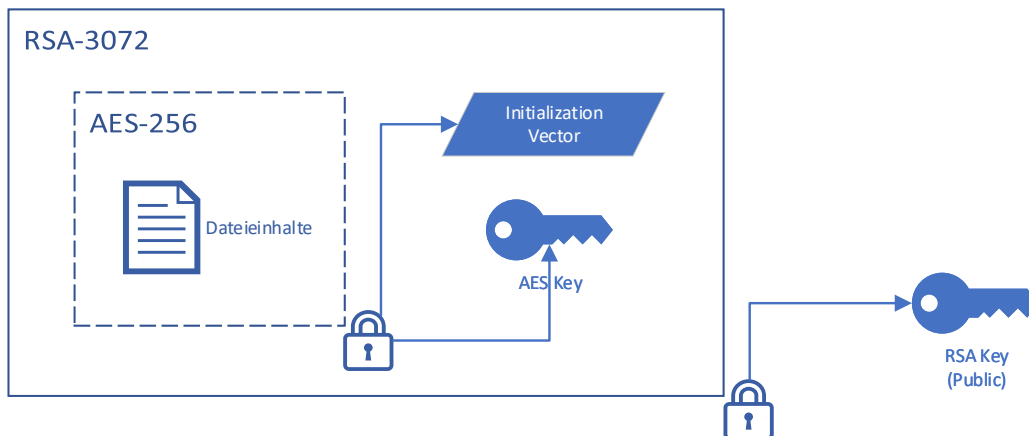 RSA-3072
AES-256
Initialization
Vector
Dateieinhalte
AES Key
RSA Key
(Public)